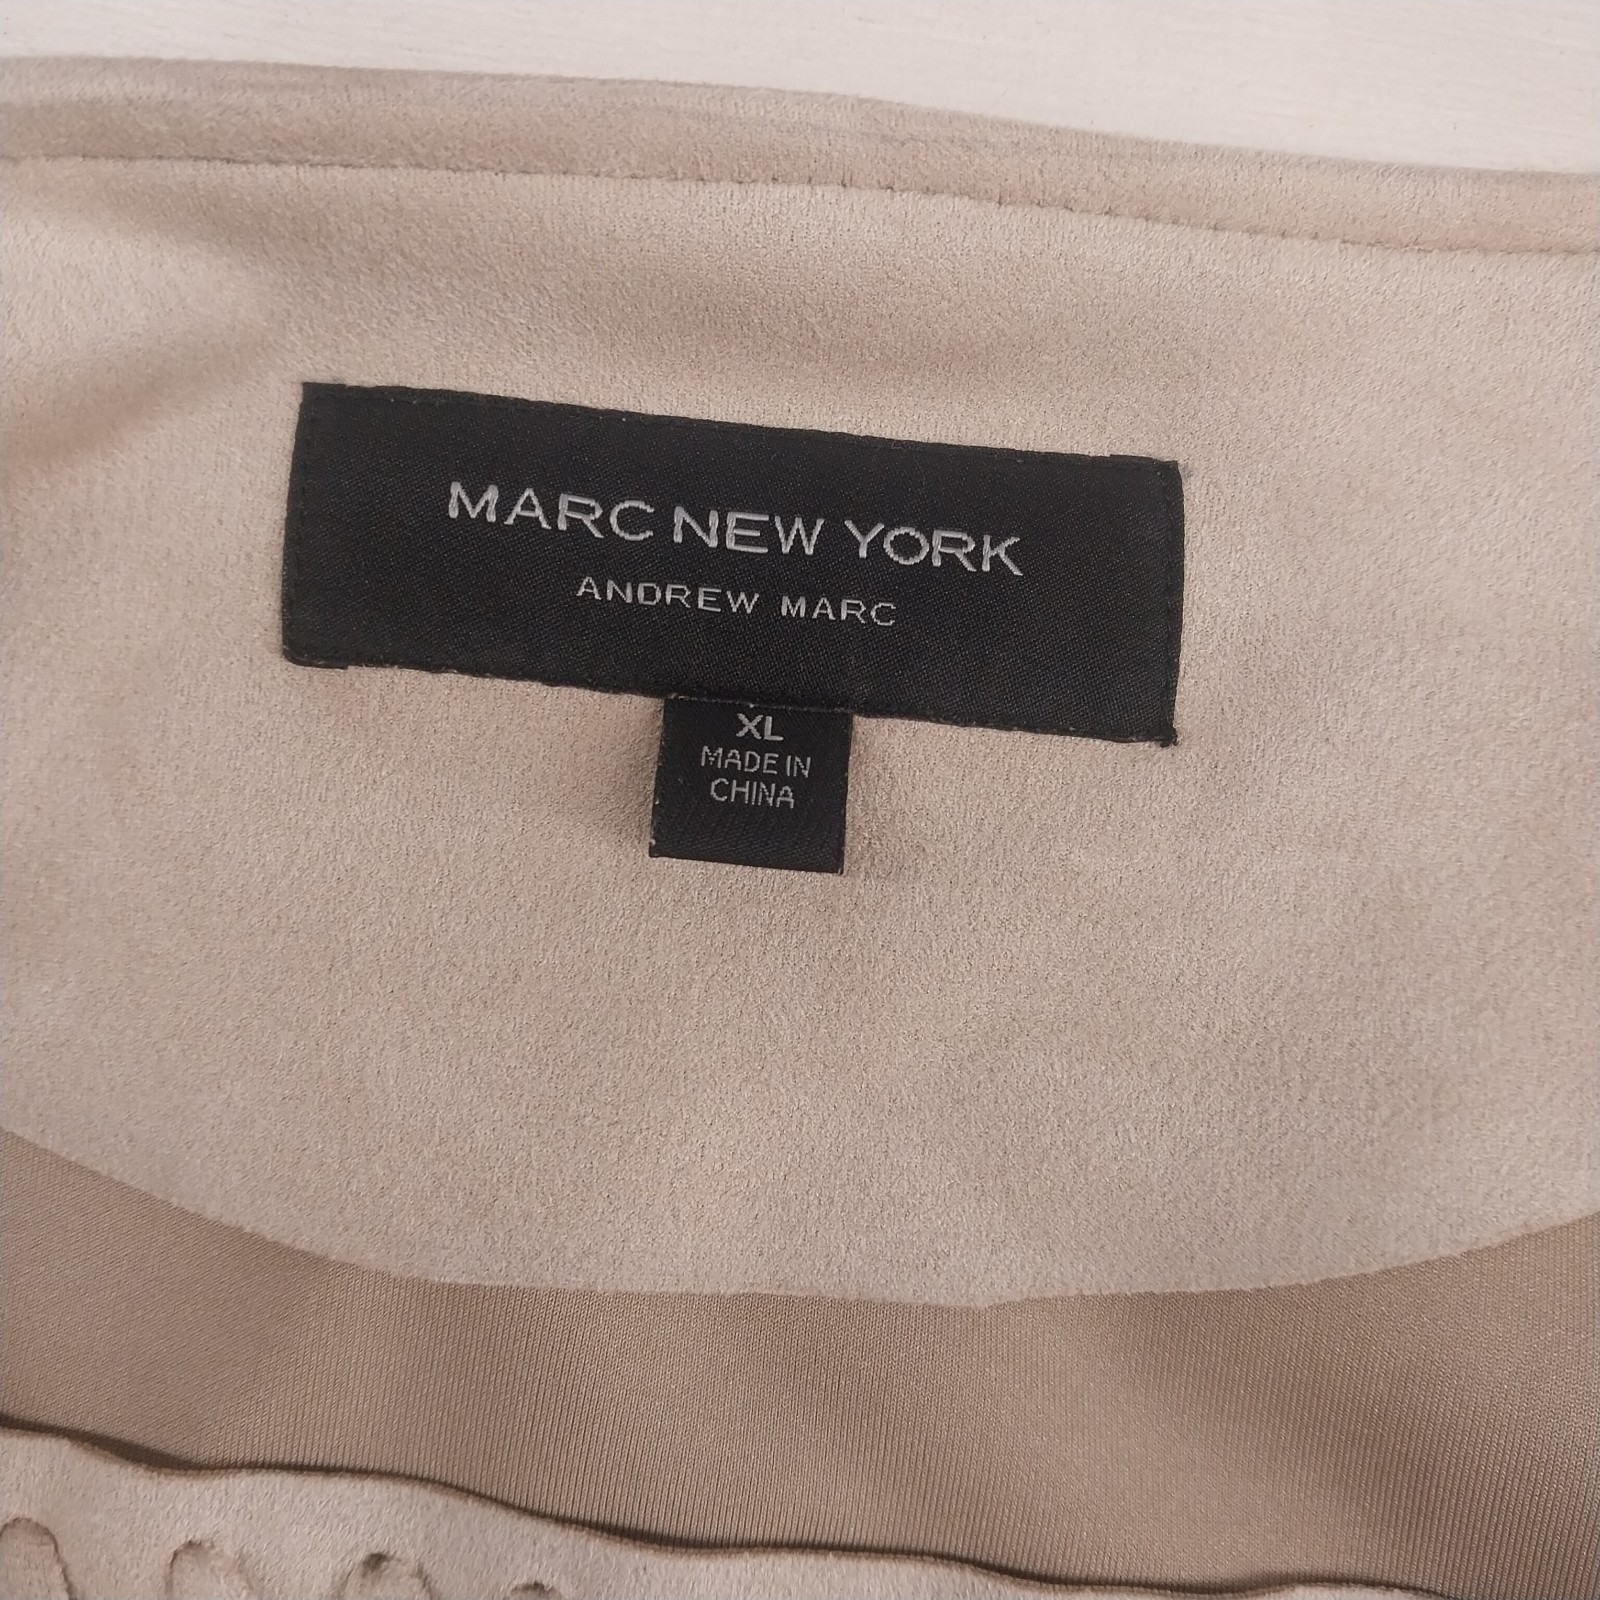 MARC NEW YORK
ANDREW MARC
XL
MADE IN
CHINA